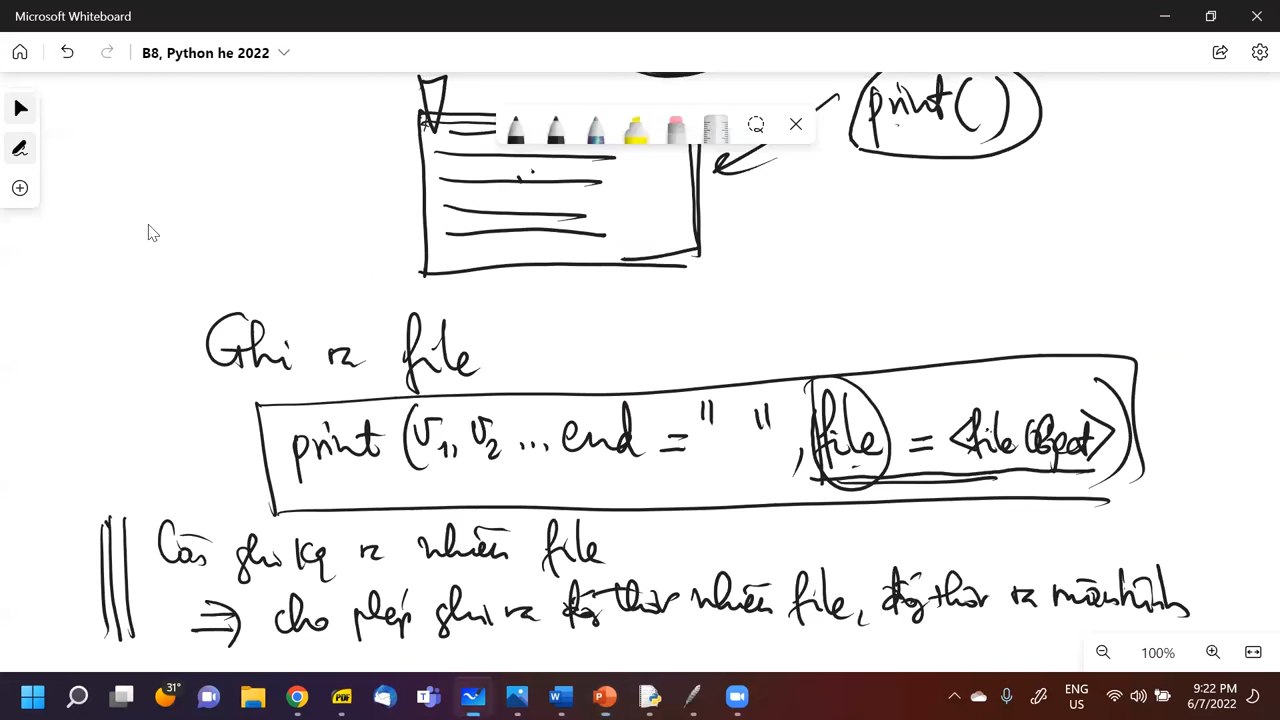 Microsoft Whiteboard
B8, Python he 2022
print()
Ghi ra file
print (v1, v2 ... end = " ", file = <file Object>)
Cần ghi kq ra nhiều file
⇒ cho phép ghi ra đồng thời nhiều file, đồng thời ra màn hình
100%
31°
PDF
ENG
US
9:22 PM
6/7/2022